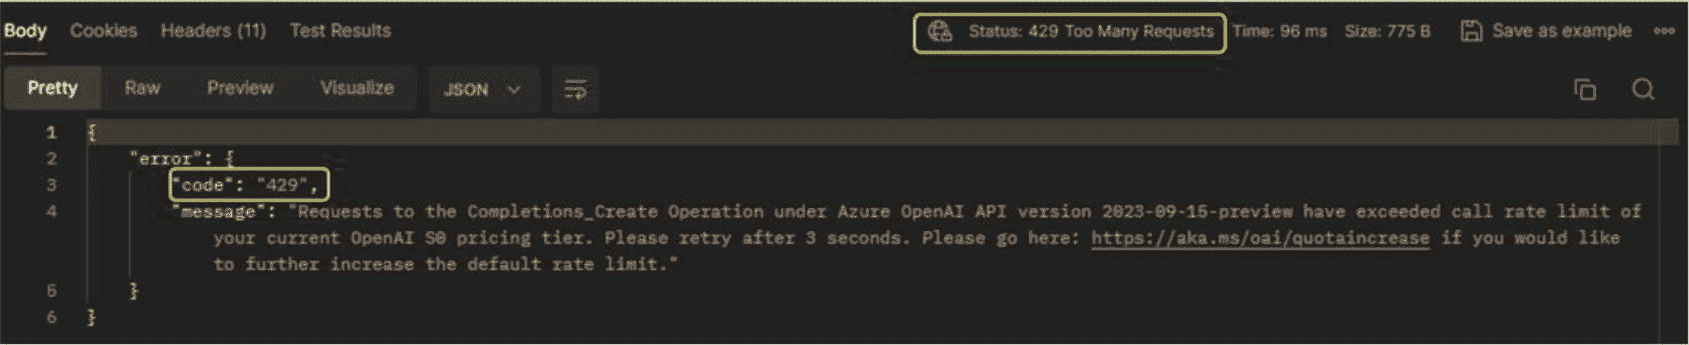 Body Cookies Headers (11) Test Results Status: 429 Too Many Requests Time: 96 ms Size: 775 B Save as example
Pretty Raw Preview Visualize JSON
1 {
2 "error": {
3 "code": "429",
4 "message": "Requests to the Completions_Create Operation under Azure OpenAI API version 2023-09-15-preview have exceeded call rate limit of
your current OpenAI S0 pricing tier. Please retry after 3 seconds. Please go here: https://aka.ms/oai/quotaincrease if you would like
to further increase the default rate limit."
5 }
6 }